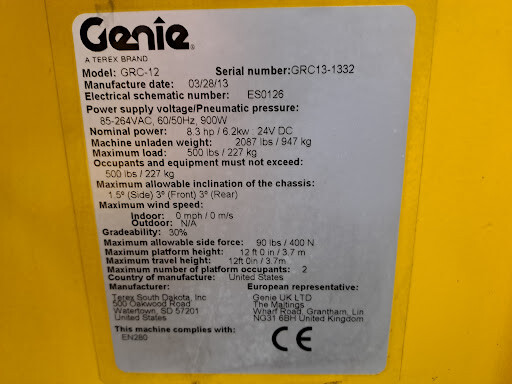 Genie
A TEREX BRAND
Model: GRC-12 Serial number:GRC13-1332
Manufacture date: 03/28/13
Electrical schematic number: ES0126
Power supply voltage/Pneumatic pressure:
85-264VAC, 60/50Hz, 900W
Nominal power: 8.3 hp / 6.2kw : 24V DC
Machine unladen weight: 2087 lbs / 947 kg
Maximum load: 500 lbs / 227 kg
Occupants and equipment must not exceed:
500 lbs / 227 kg
Maximum allowable inclination of the chassis:
1.5º (Side) 3º (Front) 3º (Rear)
Maximum wind speed:
Indoor: 0 mph / 0 m/s
Outdoor: N/A
Gradeability: 30%
Maximum allowable side force: 90 lbs / 400 N
Maximum platform height: 12 ft 0 in / 3.7 m
Maximum travel height: 12ft 0in / 3.7m
Maximum number of platform occupants: 2
Country of manufacture: United States
Manufacturer: European representative:
Terex South Dakota, Inc Genie UK LTD
500 Oakwood Road The Maltings
Watertown, SD 57201 Wharf Road, Grantham, Lin
United States NG31 6BH United Kingdom
This machine complies with:
EN280 CE